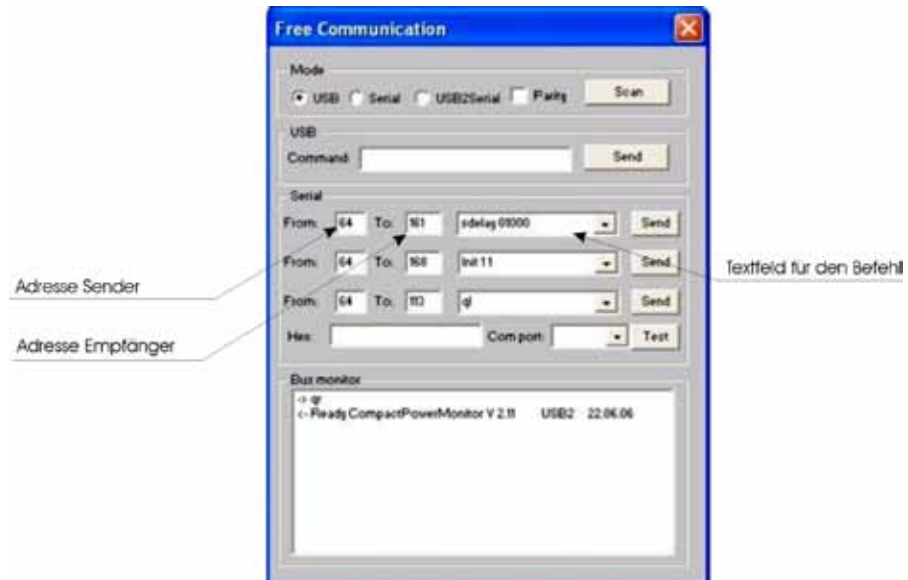 Free Communication
Mode
USB Serial USB2Serial Parity Scan
USB
Command: Send
Serial
From: 64 To: 161 sdelay 01000 Send
From: 64 To: 168 Init 11 Send
From: 64 To: 113 ql Send
Hex: Com port: Test
Adresse Sender
Adresse Empfänger
Textfeld für den Befehl
Bus monitor
-> qr
<- Ready CompactPowerMonitor V 2.11 USB2 22.06.06